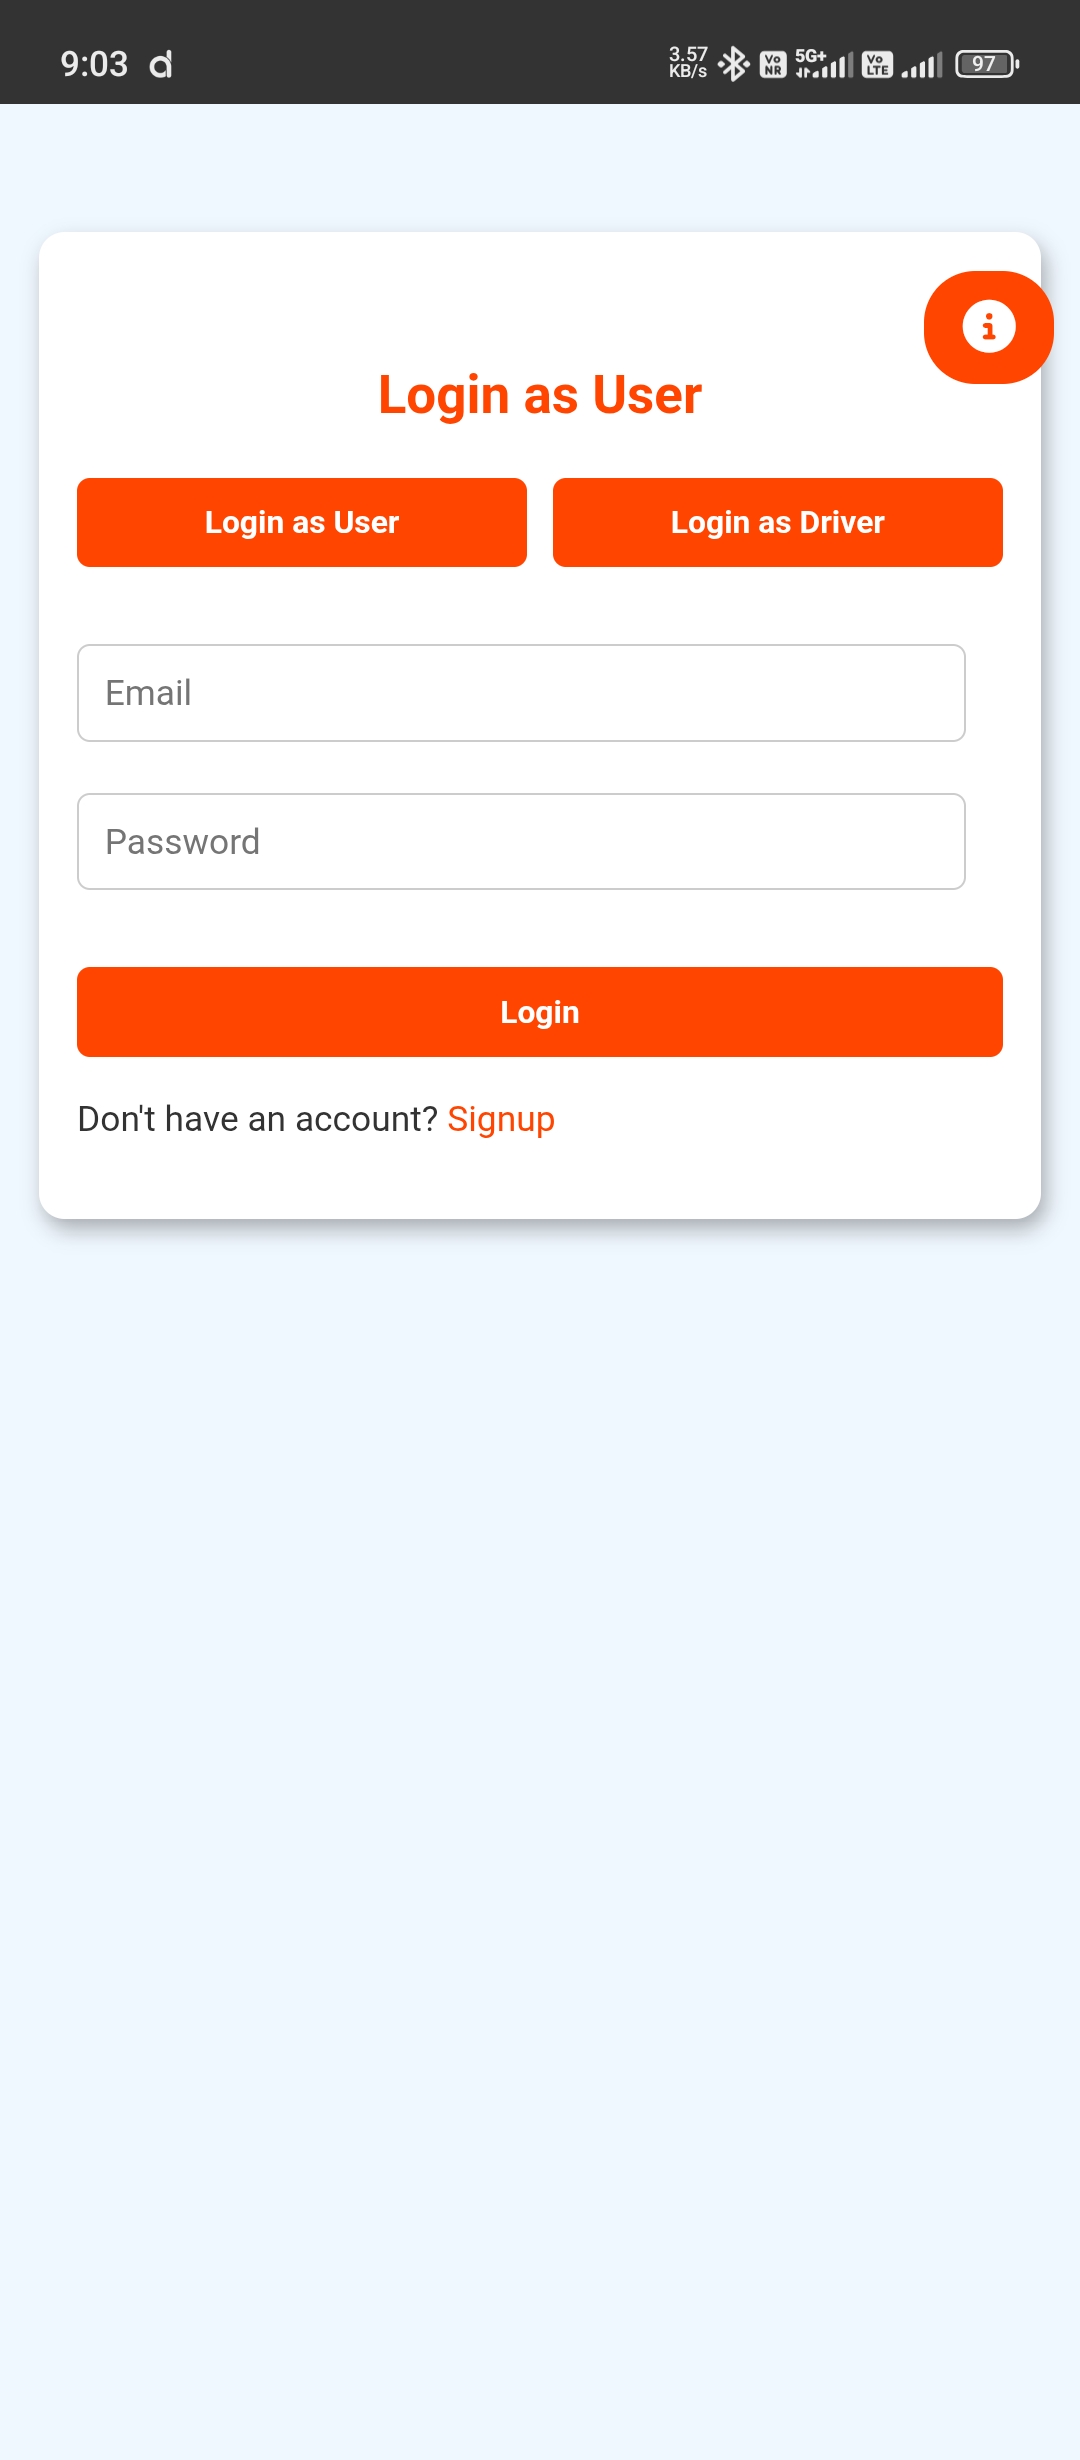 9:03
3.57
KB/s
Vo
NR
5G+
Vo
LTE
97
Login as User
Login as User
Login as Driver
Email
Password
Login
Don't have an account? Signup